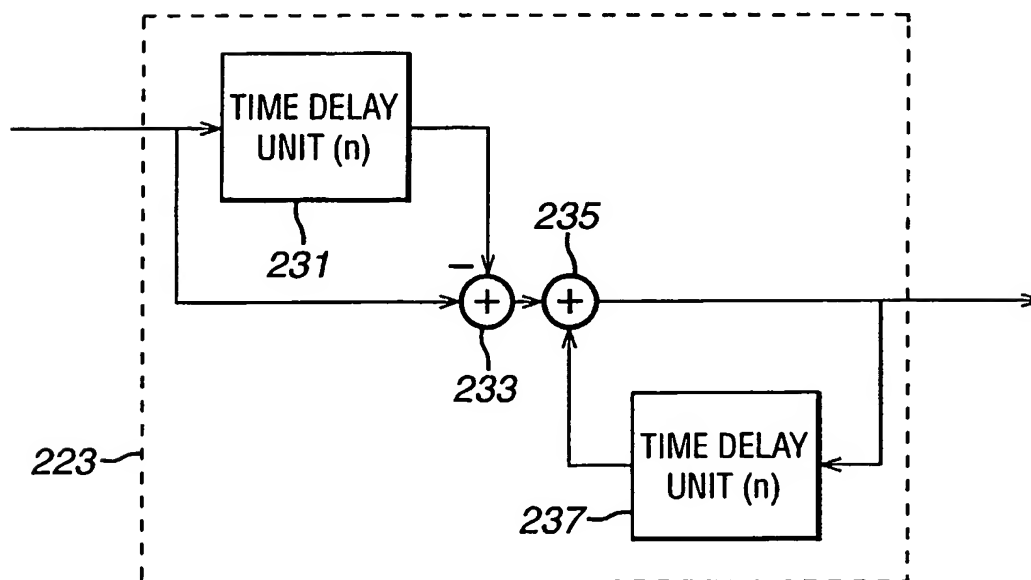 TIME DELAY
UNIT (n)
231
235
−
+
+
233
TIME DELAY
UNIT (n)
223
237